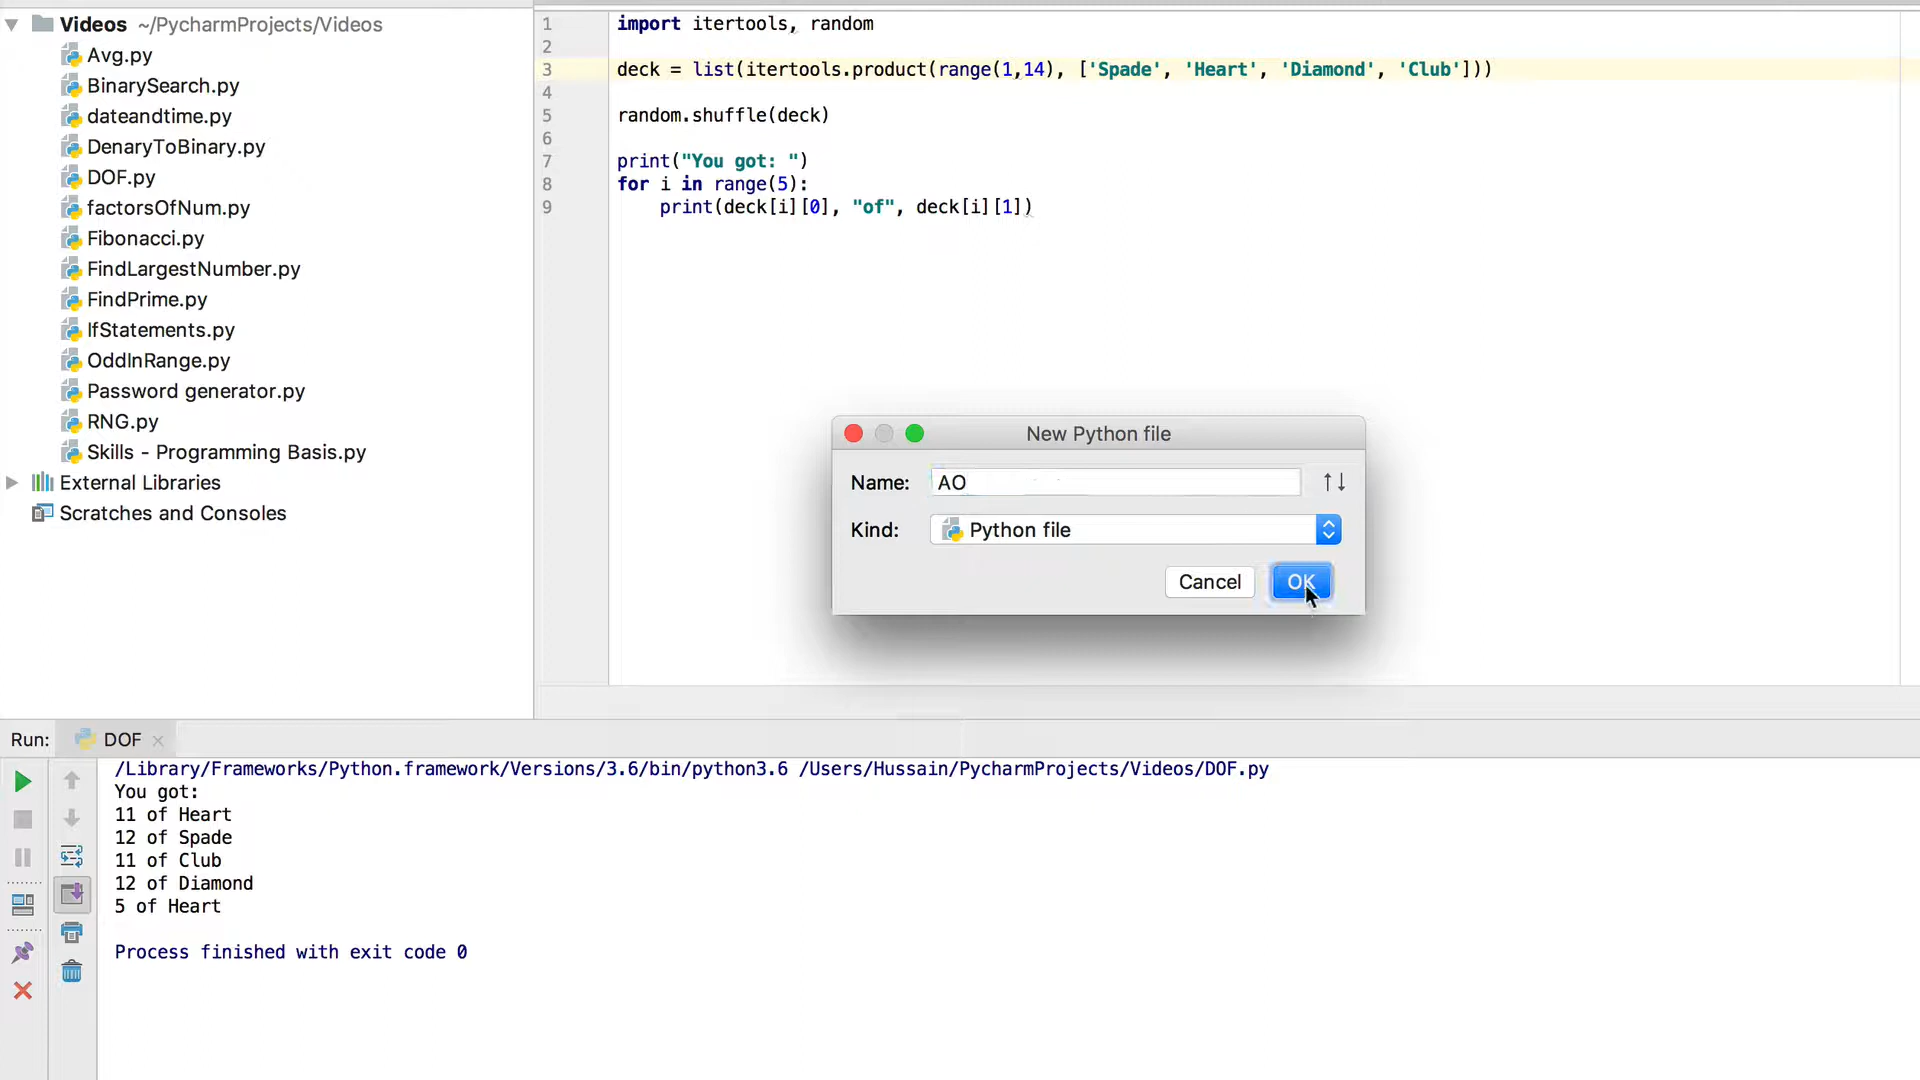 Videos ~/PycharmProjects/Videos
Avg.py
BinarySearch.py
dateandtime.py
DenaryToBinary.py
DOF.py
factorsOfNum.py
Fibonacci.py
FindLargestNumber.py
FindPrime.py
IfStatements.py
OddInRange.py
Password generator.py
RNG.py
Skills - Programming Basis.py
External Libraries
Scratches and Consoles
1 import itertools, random
2
3 deck = list(itertools.product(range(1,14), ['Spade', 'Heart', 'Diamond', 'Club']))
4
5 random.shuffle(deck)
6
7 print("You got: ")
8 for i in range(5):
9     print(deck[i][0], "of", deck[i][1])
New Python file
Name: AO
Kind: Python file
Cancel OK
Run: DOF
/Library/Frameworks/Python.framework/Versions/3.6/bin/python3.6 /Users/Hussain/PycharmProjects/Videos/DOF.py
You got:
11 of Heart
12 of Spade
11 of Club
12 of Diamond
5 of Heart
Process finished with exit code 0